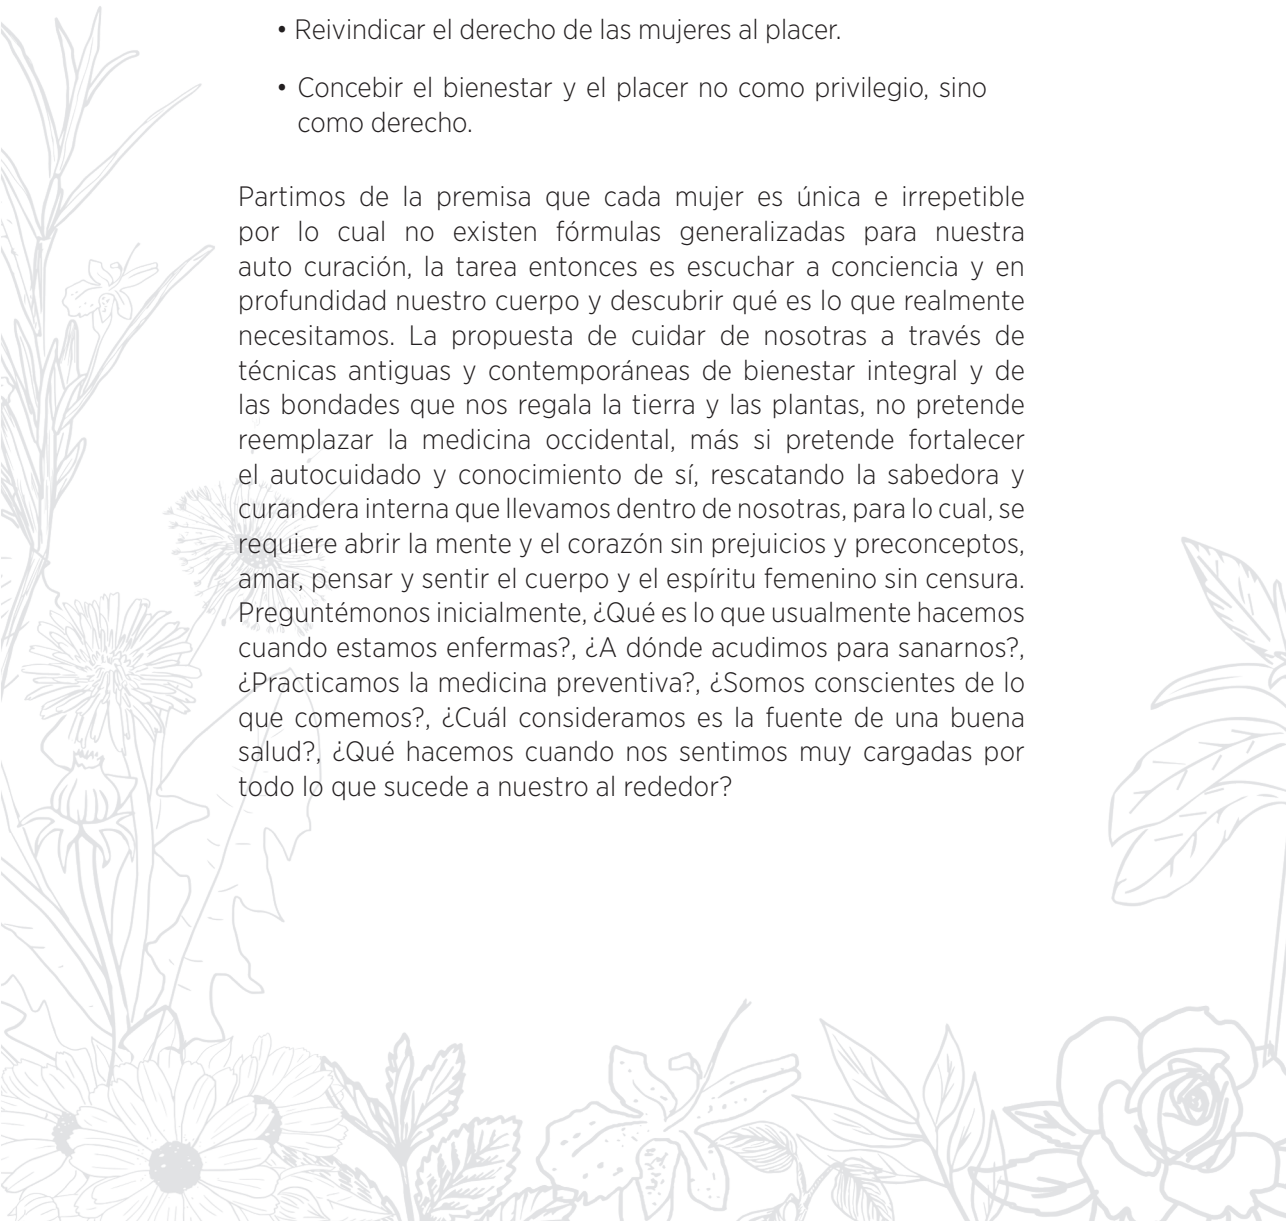 • Reivindicar el derecho de las mujeres al placer.
• Concebir el bienestar y el placer no como privilegio, sino
como derecho.
Partimos de la premisa que cada mujer es única e irrepetible
por lo cual no existen fórmulas generalizadas para nuestra
auto curación, la tarea entonces es escuchar a conciencia y en
profundidad nuestro cuerpo y descubrir qué es lo que realmente
necesitamos. La propuesta de cuidar de nosotras a través de
técnicas antiguas y contemporáneas de bienestar integral y de
las bondades que nos regala la tierra y las plantas, no pretende
reemplazar la medicina occidental, más si pretende fortalecer
el autocuidado y conocimiento de sí, rescatando la sabedora y
curandera interna que llevamos dentro de nosotras, para lo cual, se
requiere abrir la mente y el corazón sin prejuicios y preconceptos,
amar, pensar y sentir el cuerpo y el espíritu femenino sin censura.
Preguntémonos inicialmente, ¿Qué es lo que usualmente hacemos
cuando estamos enfermas?, ¿A dónde acudimos para sanarnos?,
¿Practicamos la medicina preventiva?, ¿Somos conscientes de lo
que comemos?, ¿Cuál consideramos es la fuente de una buena
salud?, ¿Qué hacemos cuando nos sentimos muy cargadas por
todo lo que sucede a nuestro al rededor?